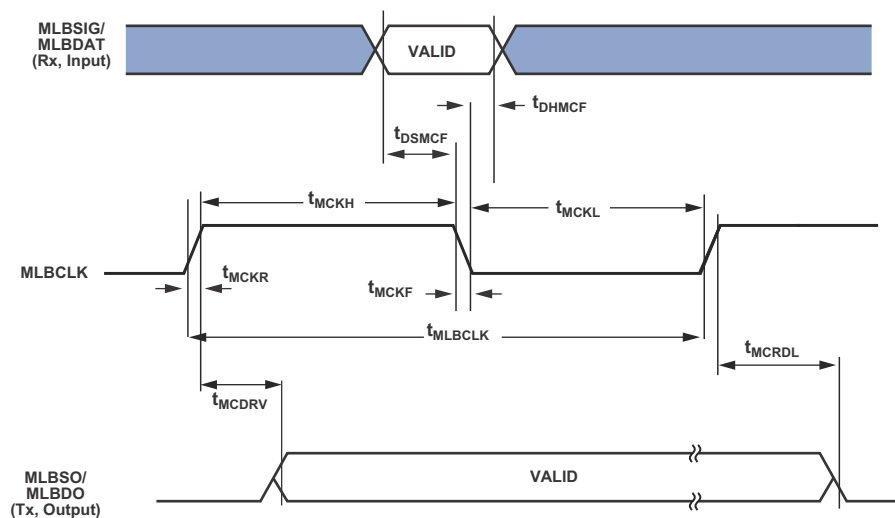 MLBSIG/
MLBDAT
(Rx, Input)
VALID
tDHMCF
tDSMCF
tMCKH
tMCKL
MLBCLK
tMCKR
tMCKF
tMLBCLK
tMCRDL
tMCDRV
MLBSO/
MLBDO
(Tx, Output)
VALID